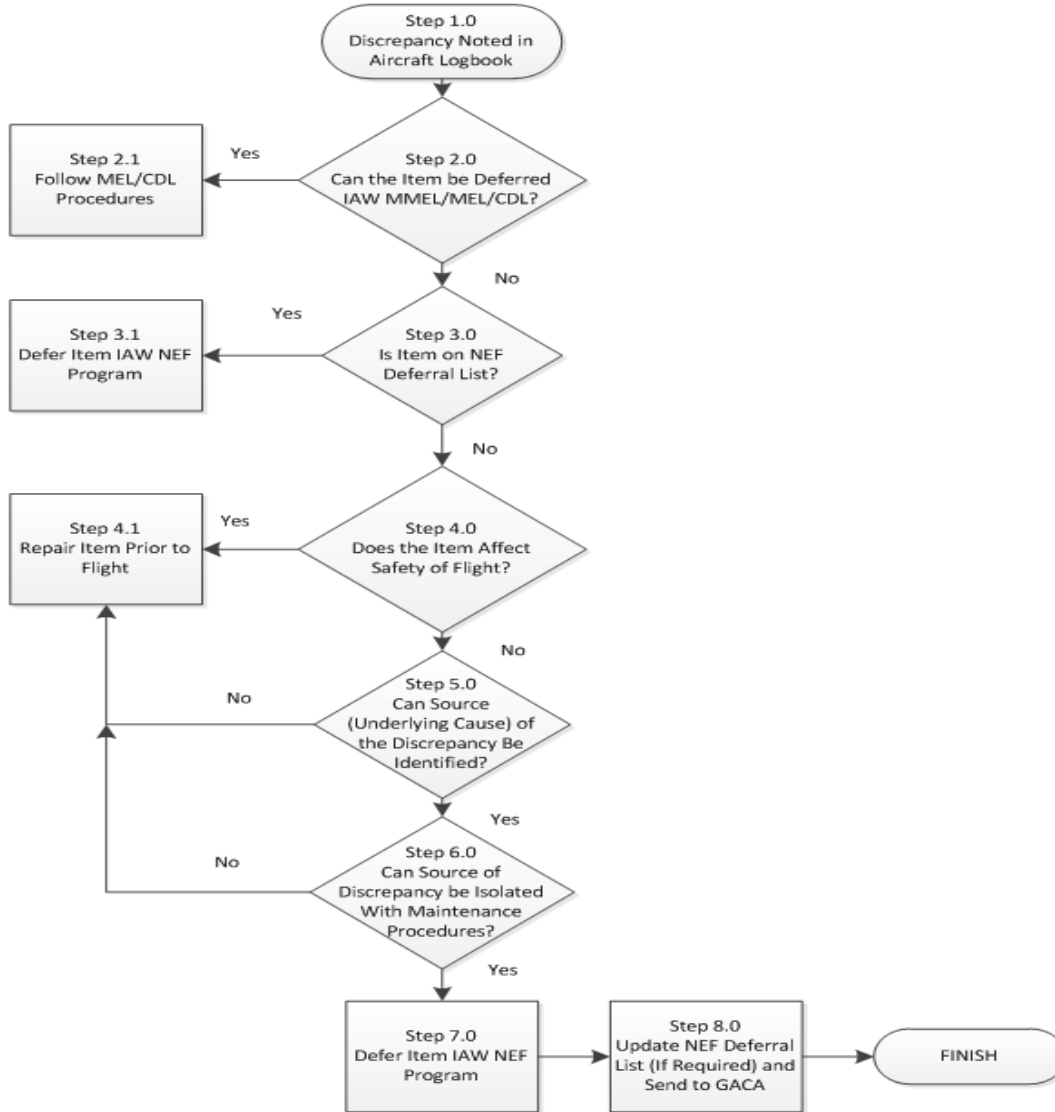 Step 1.0
Discrepancy Noted in
Aircraft Logbook
Step 2.0
Can the Item be Deferred
IAW MMEL/MEL/CDL?
Yes
Step 2.1
Follow MEL/CDL
Procedures
No
Step 3.0
Is Item on NEF
Deferral List?
Yes
Step 3.1
Defer Item IAW NEF
Program
No
Step 4.0
Does the Item Affect
Safety of Flight?
Yes
Step 4.1
Repair Item Prior to
Flight
No
Step 5.0
Can Source
(Underlying Cause) of
the Discrepancy Be
Identified?
No
Yes
Step 6.0
Can Source of
Discrepancy be Isolated
With Maintenance
Procedures?
No
Yes
Step 7.0
Defer Item IAW NEF
Program
Step 8.0
Update NEF Deferral
List (If Required) and
Send to GACA
FINISH